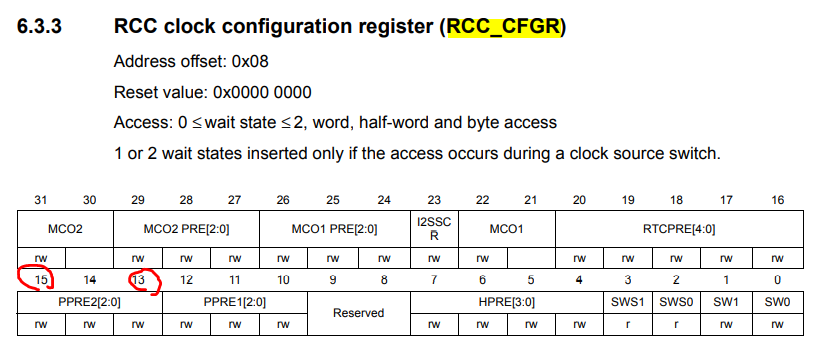 6.3.3 RCC clock configuration register (RCC_CFGR)
Address offset: 0x08
Reset value: 0x0000 0000
Access: 0 ≤ wait state ≤ 2, word, half-word and byte access
1 or 2 wait states inserted only if the access occurs during a clock source switch.
31 30 29 28 27 26 25 24 23 22 21 20 19 18 17 16
MCO2 MCO2 PRE[2:0] MCO1 PRE[2:0] I2SSC MCO1 RTCPRE[4:0]
R
rw rw rw rw rw rw rw rw rw rw rw rw rw rw
15 14 13 12 11 10 9 8 7 6 5 4 3 2 1 0
PPRE2[2:0] PPRE1[2:0] Reserved HPRE[3:0] SWS1 SWS0 SW1 SW0
rw rw rw rw rw rw rw rw rw rw r r rw rw